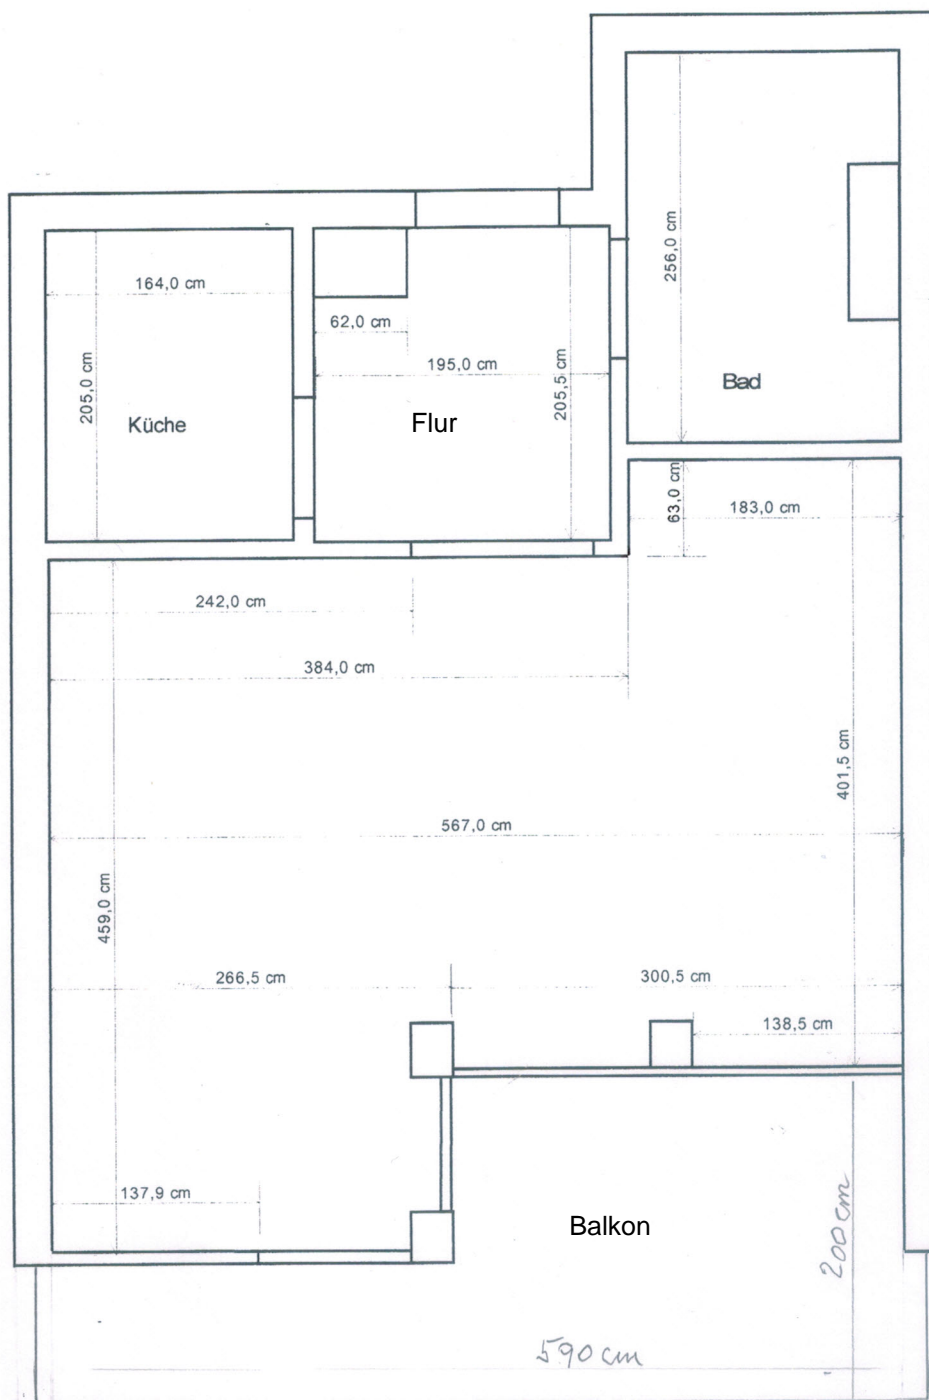 256,0 cm
164,0 cm
62,0 cm
195,0 cm
205,0 cm
205,5 cm
Bad
Küche
Flur
63,0 cm
183,0 cm
242,0 cm
384,0 cm
401,5 cm
567,0 cm
459,0 cm
266,5 cm
300,5 cm
138,5 cm
137,9 cm
Balkon
200 cm
590 cm